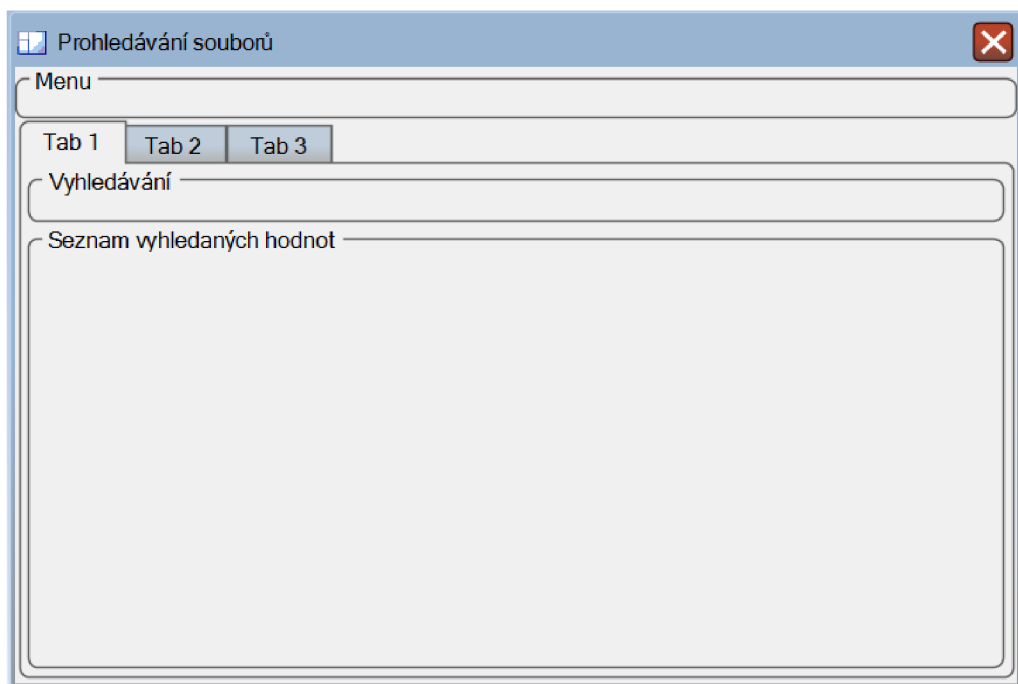 Prohledávání souborů
Menu
Tab 1 Tab 2 Tab 3
Vyhledávání
Seznam vyhledaných hodnot